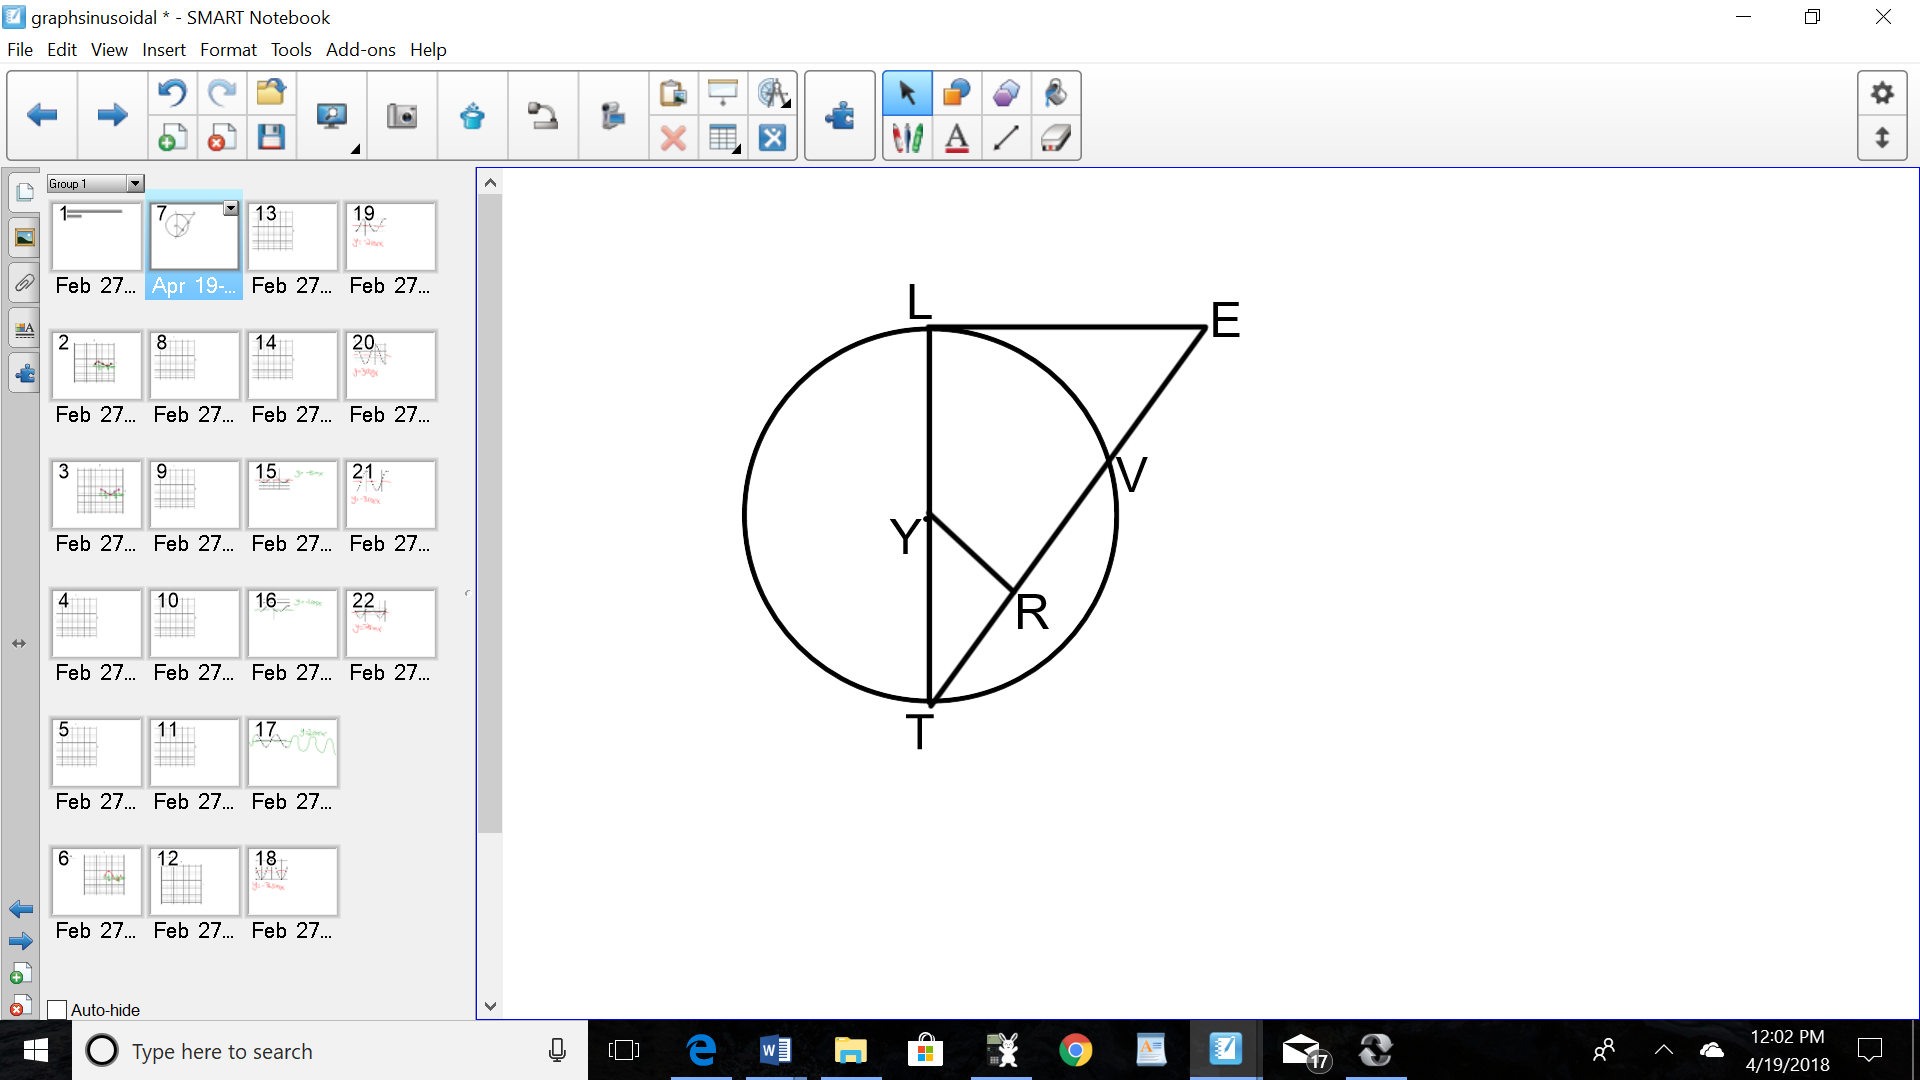 graphsinusoidal * - SMART Notebook
File Edit View Insert Format Tools Add-ons Help
Group 1
1 7 13 19
Feb 27... Apr 19-... Feb 27... Feb 27...
2 8 14 20
Feb 27... Feb 27... Feb 27... Feb 27...
3 9 15 21
Feb 27... Feb 27... Feb 27... Feb 27...
4 10 16 22
Feb 27... Feb 27... Feb 27... Feb 27...
5 11 17
Feb 27... Feb 27... Feb 27...
6 12 18
Feb 27... Feb 27... Feb 27...
Auto-hide
L
E
V
Y
R
T
Type here to search
17
12:02 PM
4/19/2018